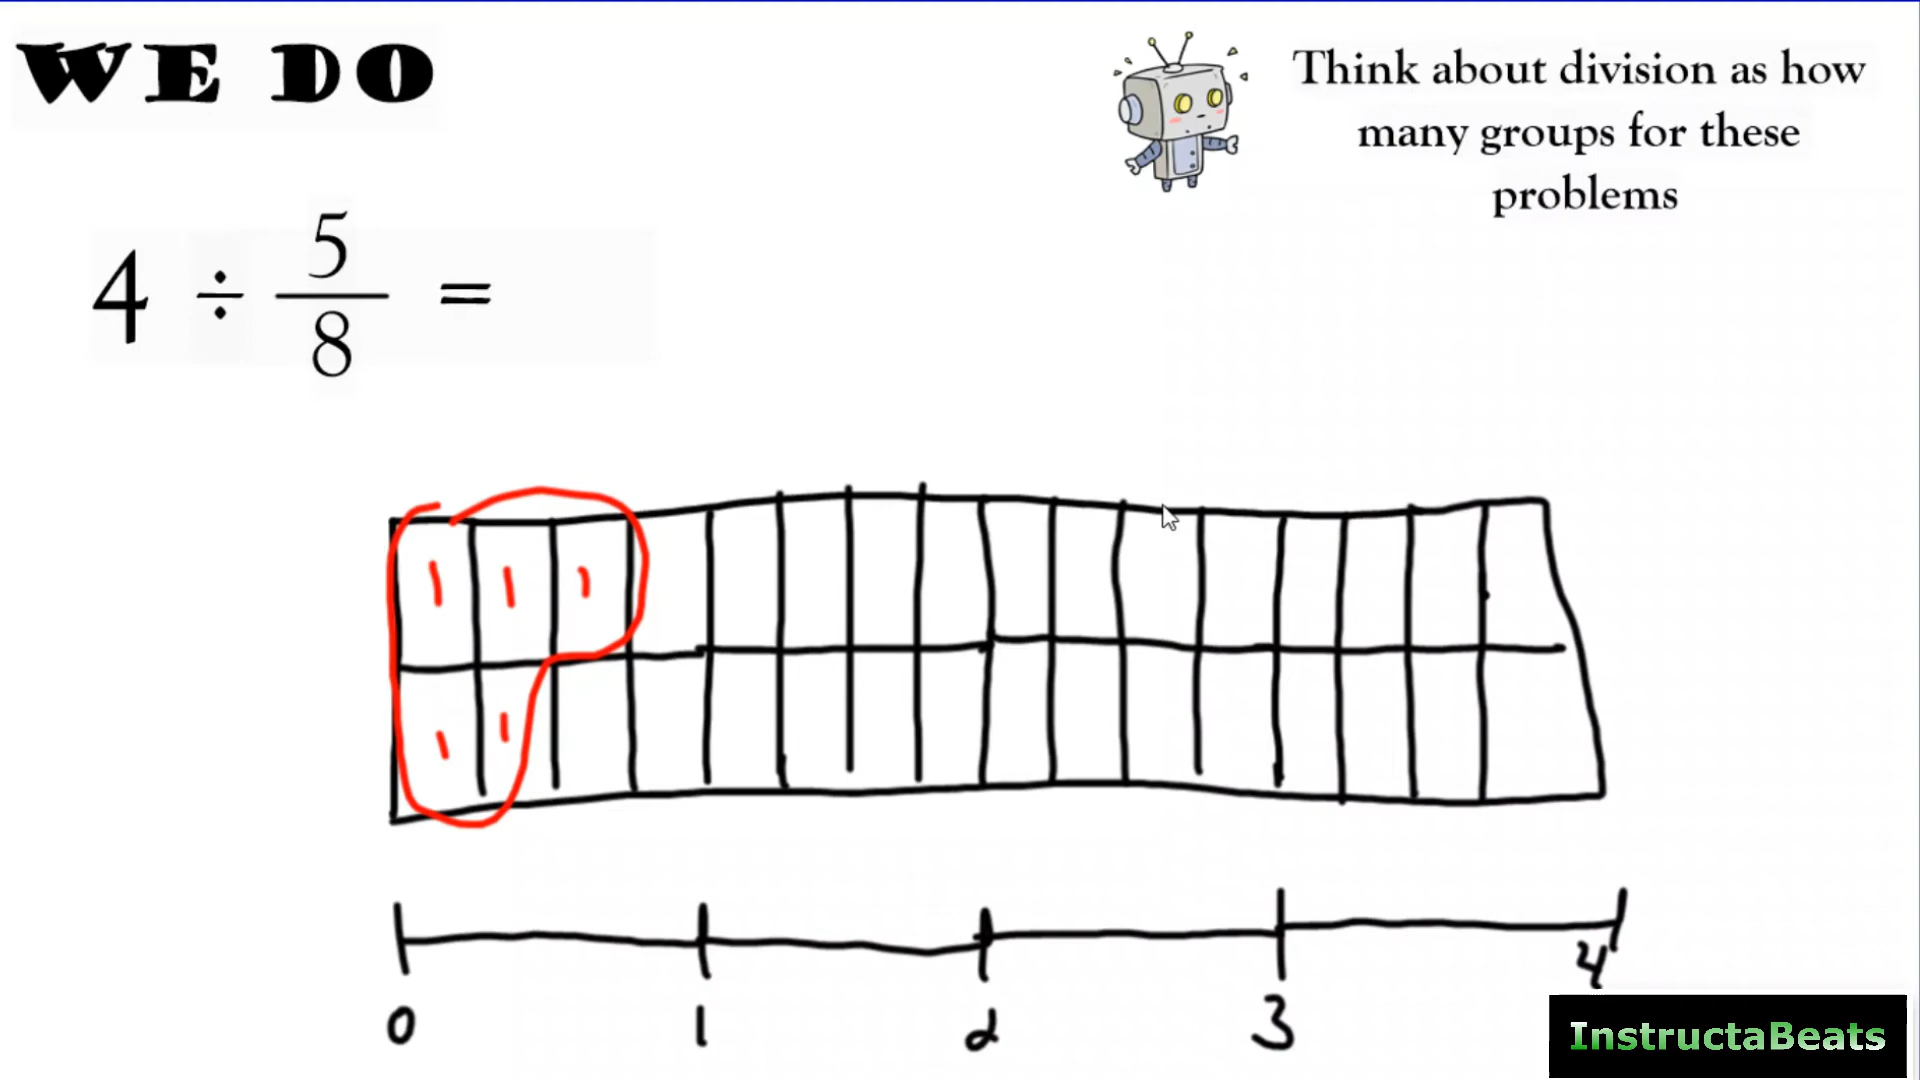 WE DO
Think about division as how
many groups for these
problems
4 ÷ 5/8 =
1 1 1
1 1
0 1 2 3 4
InstructaBeats